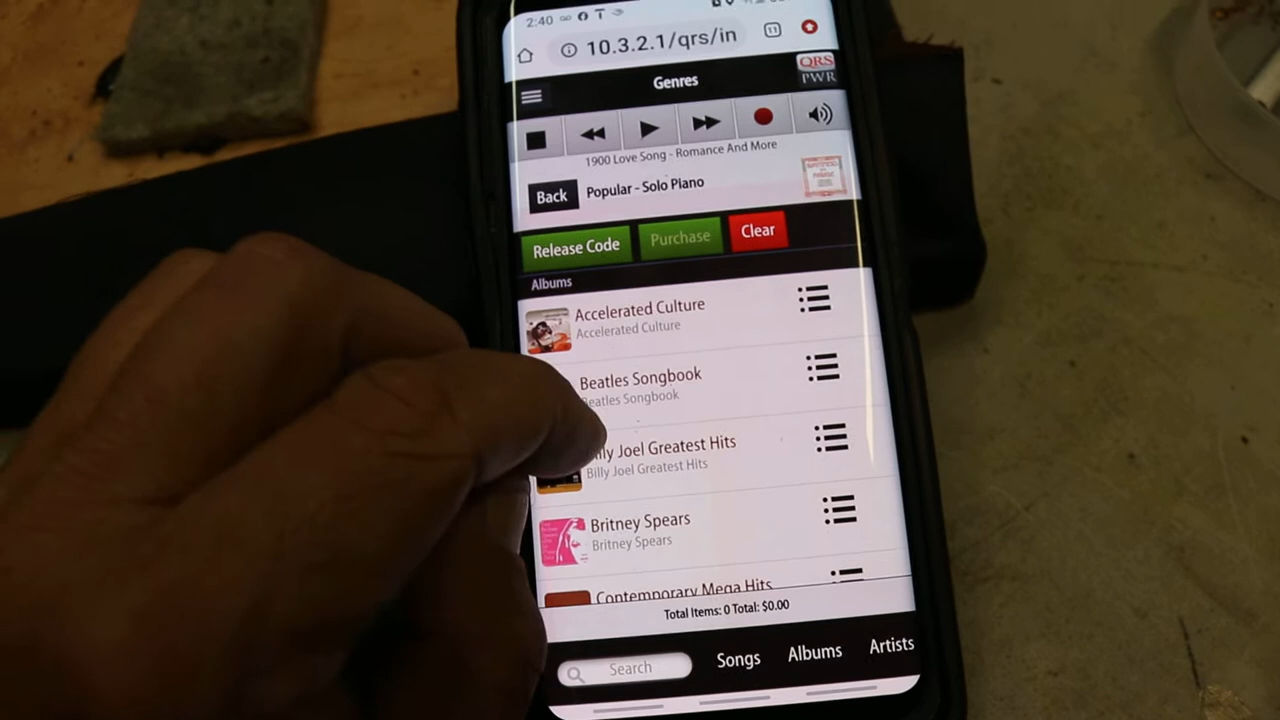 2:40
10.3.2.1/qrs/in
11
Genres
QRS
PWR
1900 Love Song - Romance And More
Back
Popular - Solo Piano
Release Code
Purchase
Clear
Albums
Accelerated Culture
Accelerated Culture
Beatles Songbook
Beatles Songbook
lly Joel Greatest Hits
Billy Joel Greatest Hits
Britney Spears
Britney Spears
Contemporary Mega Hits
Total Items: 0 Total: $0.00
Search
Songs
Albums
Artists